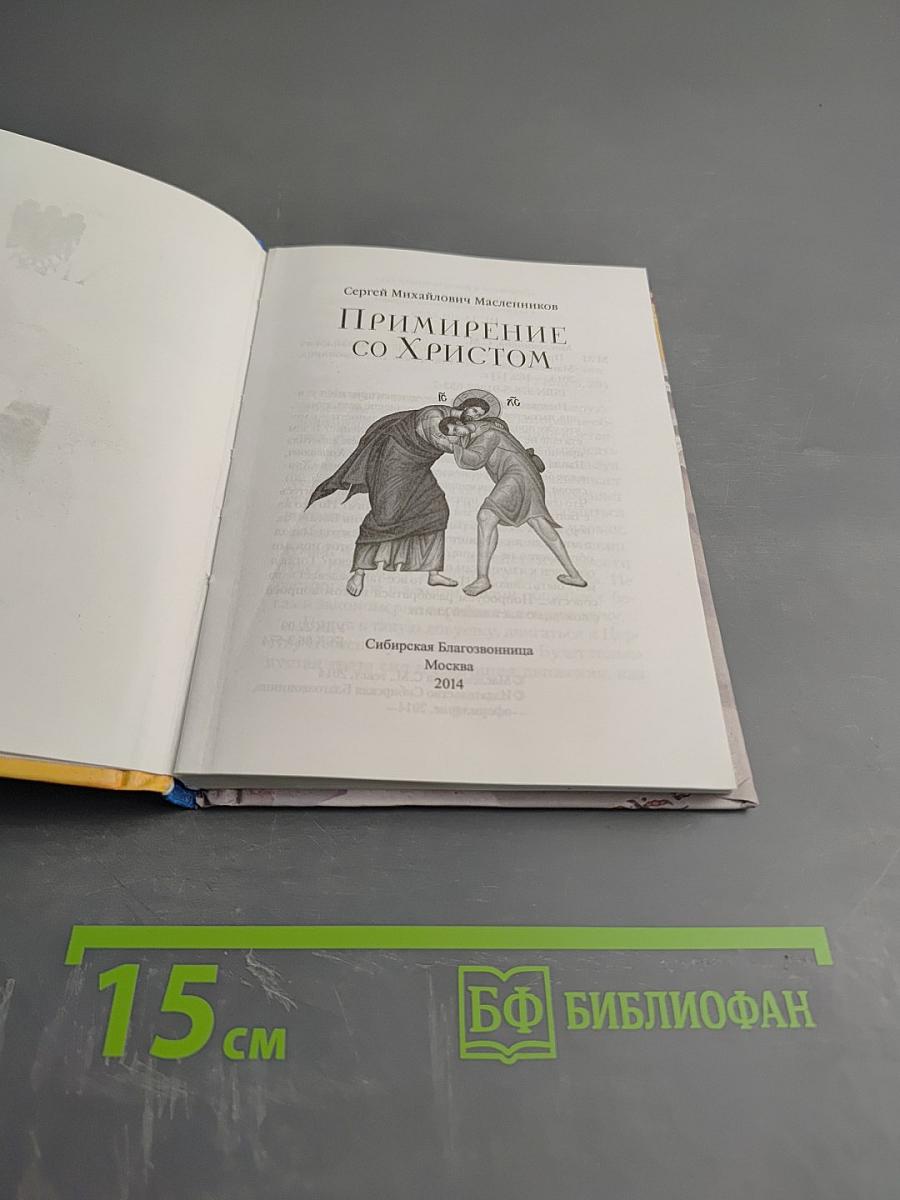 Сергей Михайлович Масленников
Примирение
со Христом
Сибирская Благозвонница
Москва
2014
15 см
БФ БИБЛИОФАН